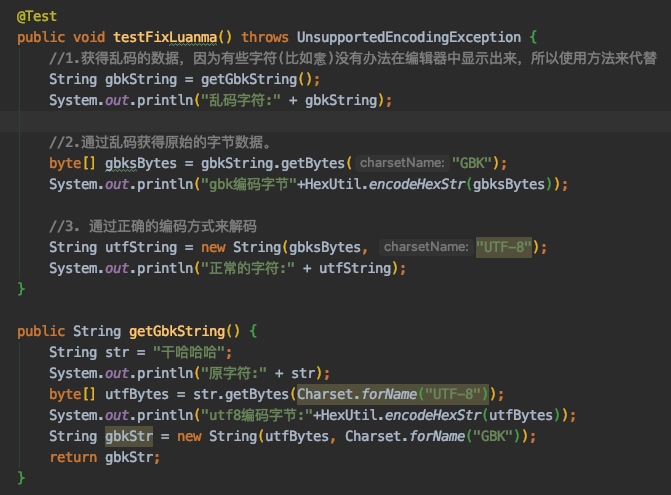 @Test
public void testFixLuanma() throws UnsupportedEncodingException {
//1.获得乱码的数据, 因为有些字符(比如)没有办法在编辑器中显示出来, 所以使用方法来代替
String gbkString = getGbkString();
System.out.println("乱码字符:" + gbkString);
//2.通过乱码获得原始的字节数据。
byte[] gbksBytes = gbkString.getBytes( charsetName: "GBK");
System.out.println("gbk编码字节"+HexUtil.encodeHexStr(gbksBytes));
//3. 通过正确的编码方式来解码
String utfString = new String(gbksBytes, charsetName: "UTF-8");
System.out.println("正常的字符:" + utfString);
}
public String getGbkString() {
String str = "干哈哈哈";
System.out.println("原字符:" + str);
byte[] utfBytes = str.getBytes(Charset.forName("UTF-8"));
System.out.println("utf8编码字节:"+HexUtil.encodeHexStr(utfBytes));
String gbkStr = new String(utfBytes, Charset.forName("GBK"));
return gbkStr;
}